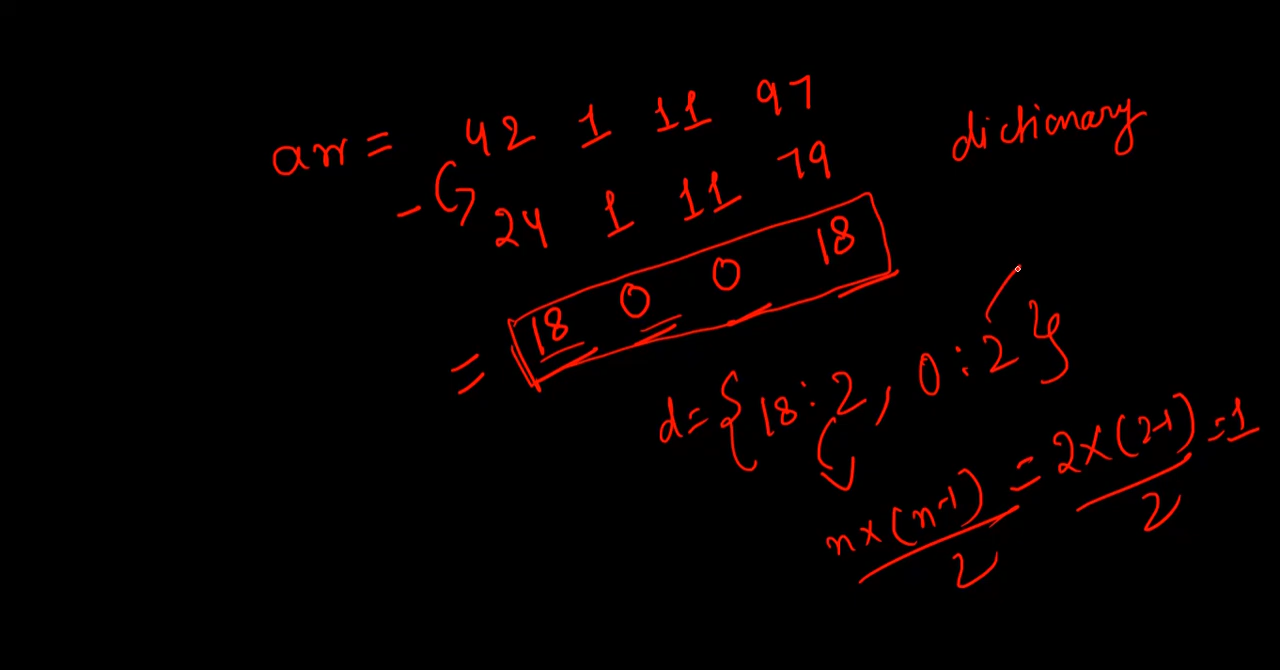 arr = 42 1 11 97
dictionary
- 24 1 11 79
= 18 0 0 18
d = {18 : 2, 0 : 2}
n x (n-1) / 2 = 2 x (2-1) / 2 = 1